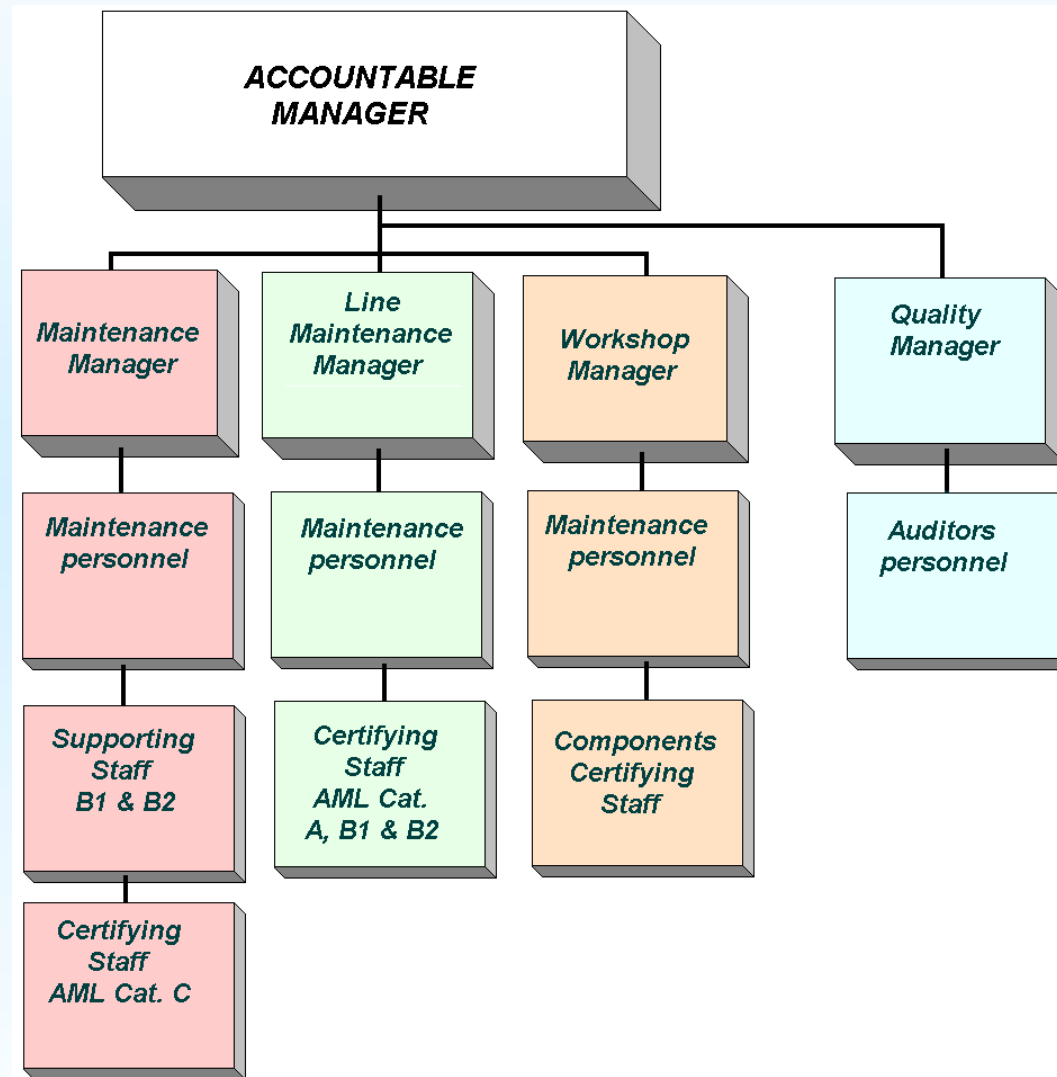 ACCOUNTABLE
MANAGER
Maintenance
Manager
Line
Maintenance
Manager
Workshop
Manager
Quality
Manager
Maintenance
personnel
Maintenance
personnel
Maintenance
personnel
Auditors
personnel
Supporting
Staff
B1 & B2
Certifying
Staff
AML Cat.
A, B1 & B2
Components
Certifying
Staff
Certifying
Staff
AML Cat. C